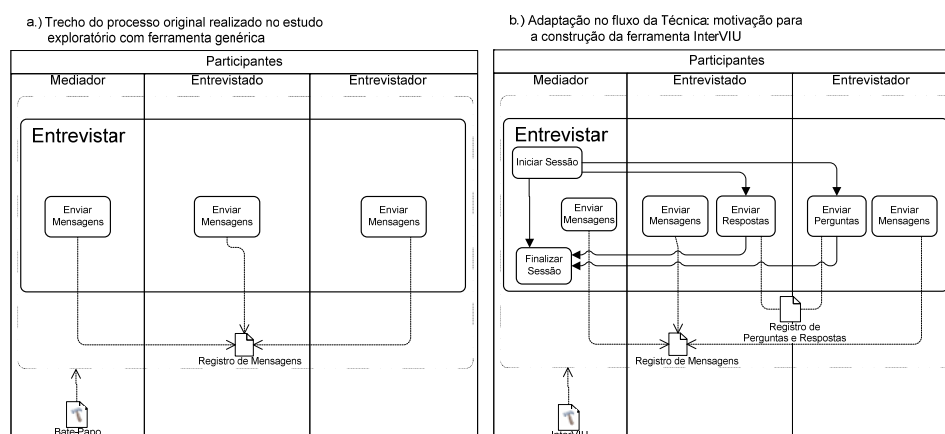 a.) Trecho do processo original realizado no estudo
exploratório com ferramenta genérica
Participantes
Mediador
Entrevistado
Entrevistador
Entrevistar
Enviar
Mensagens
Enviar
Mensagens
Enviar
Mensagens
Registro de Mensagens
Bate-Papo
b.) Adaptação no fluxo da Técnica: motivação para
a construção da ferramenta InterVIU
Participantes
Mediador
Entrevistado
Entrevistador
Entrevistar
Iniciar Sessão
Enviar
Mensagens
Enviar
Mensagens
Enviar
Respostas
Enviar
Perguntas
Enviar
Mensagens
Finalizar
Sessão
Registro de
Perguntas e Respostas
Registro de Mensagens
InterVIU